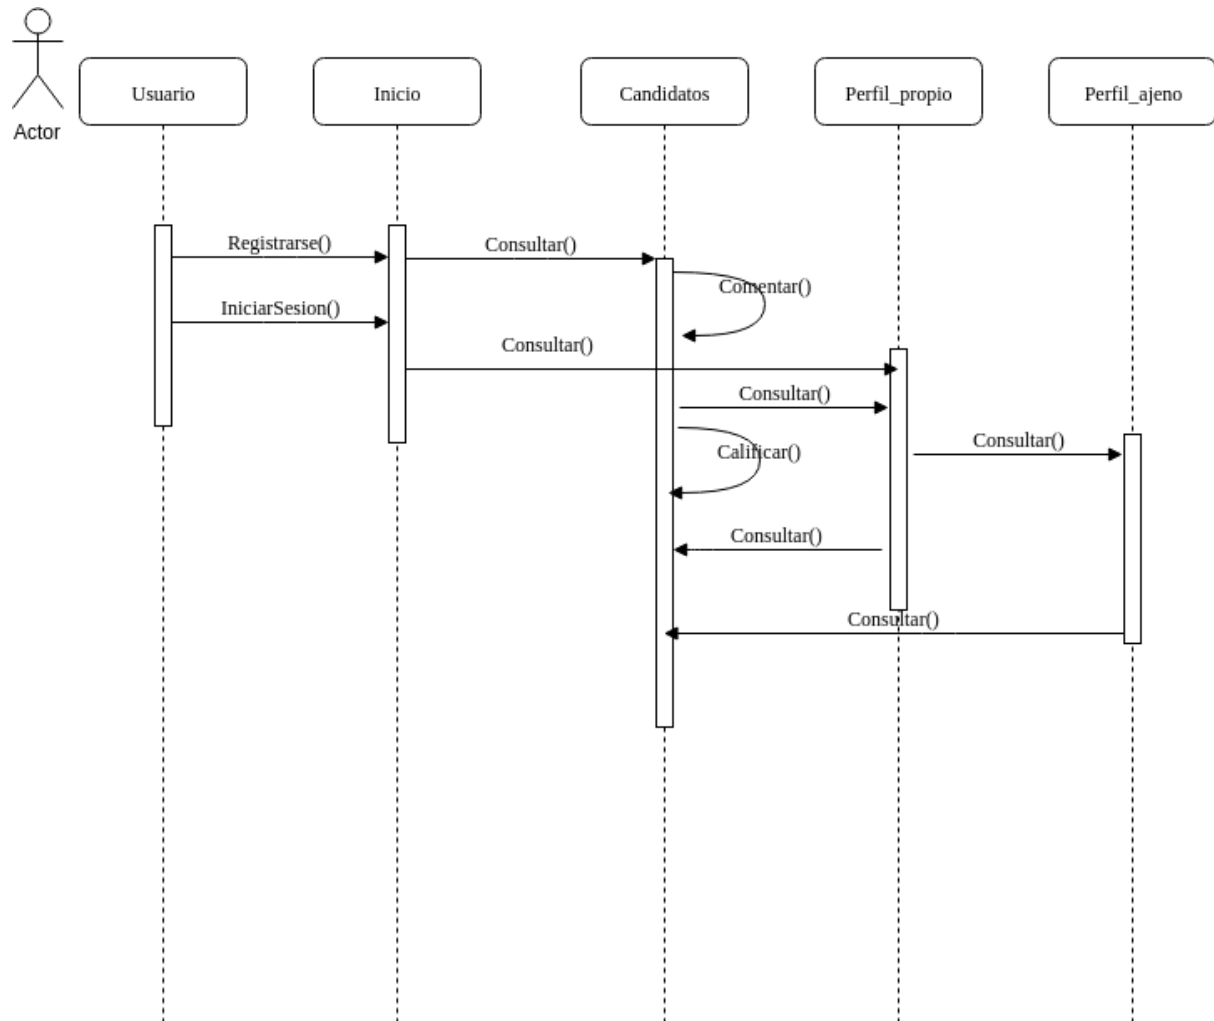 Actor
Usuario
Inicio
Candidatos
Perfil_propio
Perfil_ajeno
Registrarse()
Consultar()
Comentar()
IniciarSesion()
Consultar()
Consultar()
Consultar()
Calificar()
Consultar()
Consultar()